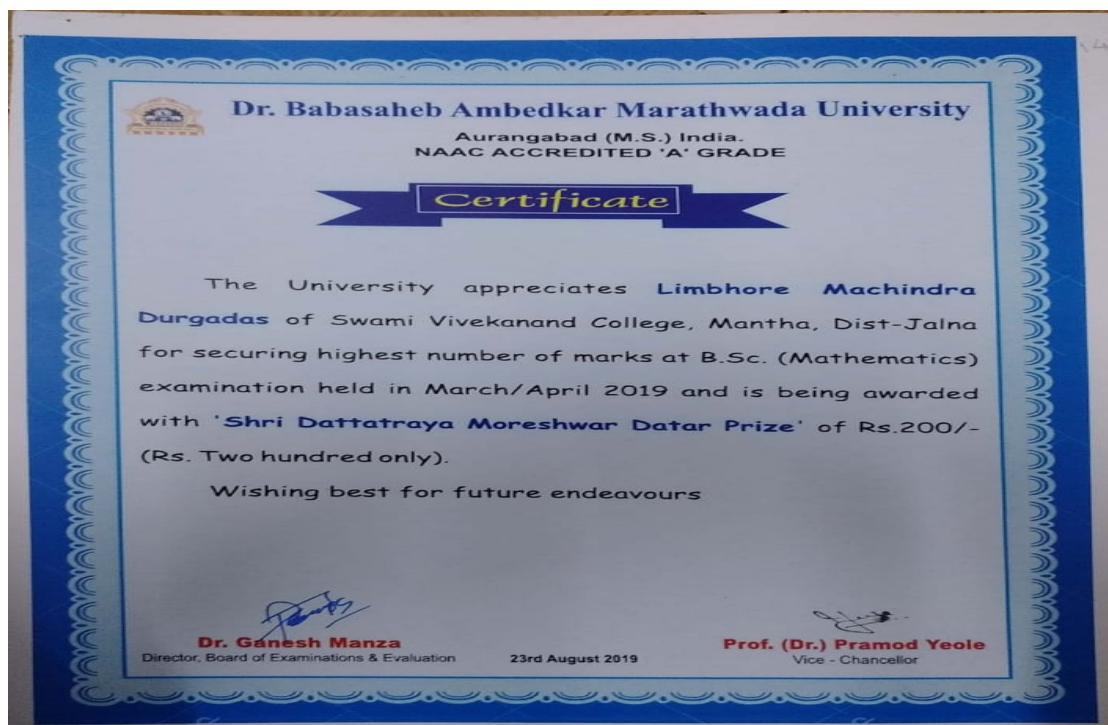 Dr. Babasaheb Ambedkar Marathwada University
Aurangabad (M.S.) India.
NAAC ACCREDITED 'A' GRADE
Certificate
The University appreciates Limbhore Machindra
Durgadas of Swami Vivekanand College, Mantha, Dist-Jalna
for securing highest number of marks at B.Sc. (Mathematics)
examination held in March/April 2019 and is being awarded
with 'Shri Dattatraya Moreshwar Datar Prize' of Rs.200/-
(Rs. Two hundred only).
Wishing best for future endeavours
Dr. Ganesh Manza
Director, Board of Examinations & Evaluation
23rd August 2019
Prof. (Dr.) Pramod Yeole
Vice - Chancellor